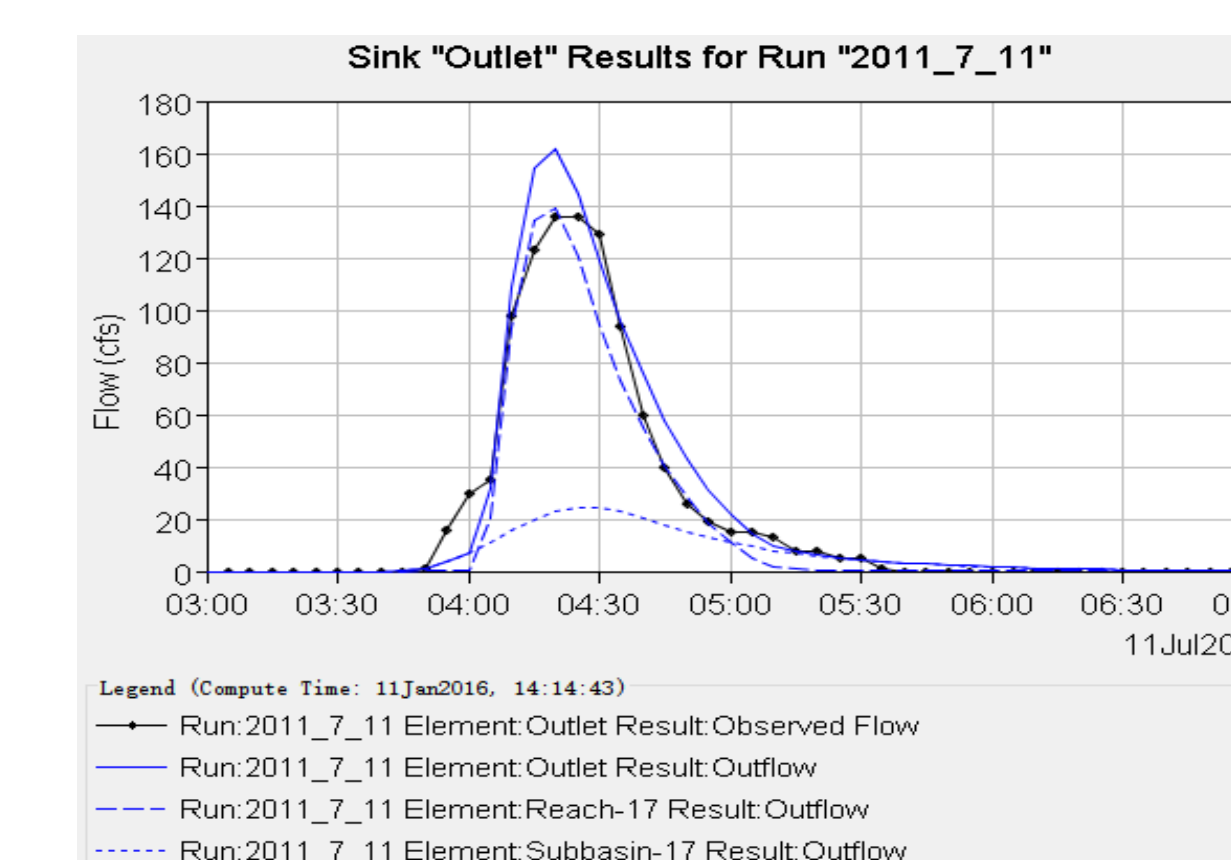 Sink "Outlet" Results for Run "2011_7_11"
180
160
140
120
100
80
60
40
20
0
Flow (cfs)
03:00 03:30 04:00 04:30 05:00 05:30 06:00 06:30 0
11Jul20
Legend (Compute Time: 11Jan2016, 14:14:43)
Run:2011_7_11 Element:Outlet Result:Observed Flow
Run:2011_7_11 Element:Outlet Result:Outflow
Run:2011_7_11 Element:Reach-17 Result:Outflow
Run:2011_7_11 Element:Subbasin-17 Result:Outflow